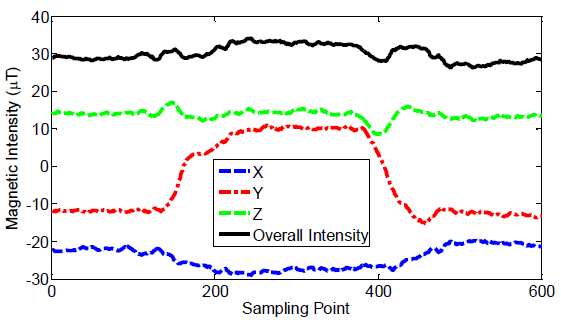 40
30
20
10
0
-10
-20
-30
Magnetic Intensity (μT)
X
Y
Z
Overall Intensity
0 200 400 600
Sampling Point